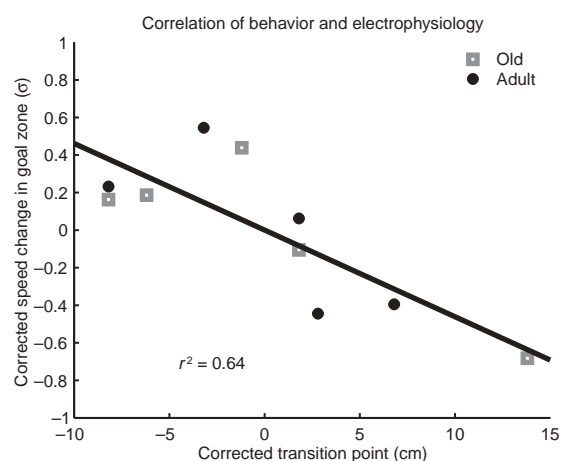 Correlation of behavior and electrophysiology
Old
Adult
Corrected speed change in goal zone (σ)
1
0.8
0.6
0.4
0.2
0
–0.2
–0.4
–0.6
–0.8
–1
r² = 0.64
–10
–5
0
5
10
15
Corrected transition point (cm)